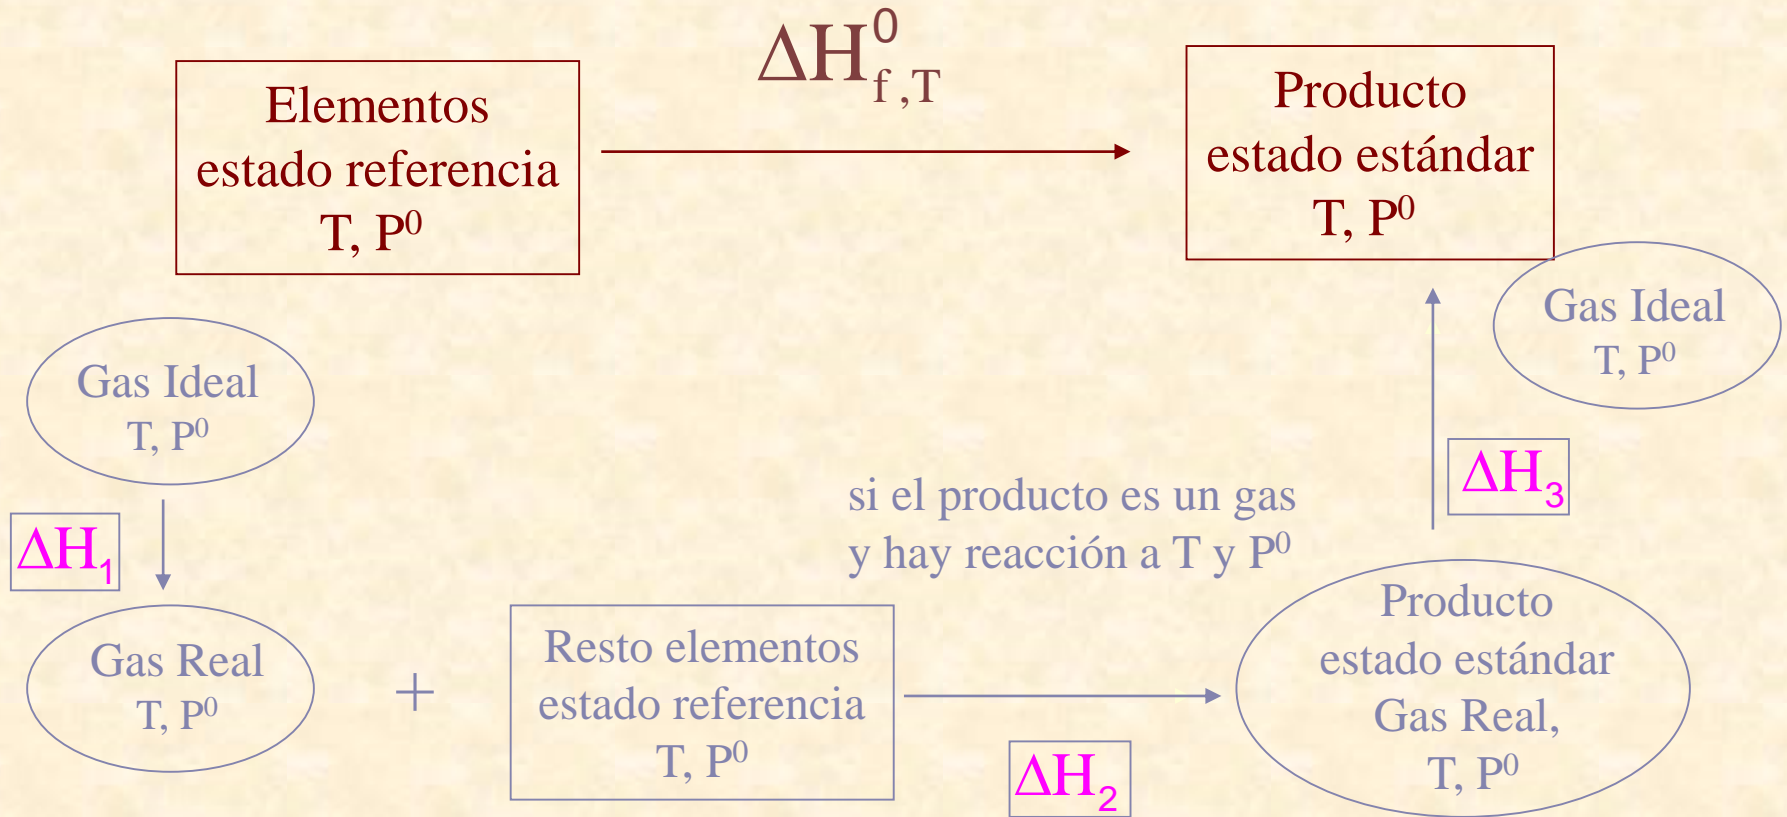 ΔH⁰f,T
Elementos
estado referencia
T, P⁰
Producto
estado estándar
T, P⁰
Gas Ideal
T, P⁰
Gas Ideal
T, P⁰
ΔH₁
si el producto es un gas
y hay reacción a T y P⁰
ΔH₃
Gas Real
T, P⁰
+
Resto elementos
estado referencia
T, P⁰
ΔH₂
Producto
estado estándar
Gas Real,
T, P⁰